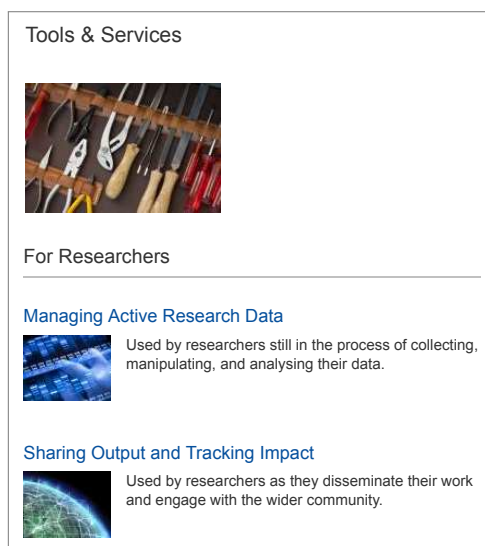 Tools & Services
For Researchers
Managing Active Research Data
Used by researchers still in the process of collecting,
manipulating, and analysing their data.
Sharing Output and Tracking Impact
Used by researchers as they disseminate their work
and engage with the wider community.